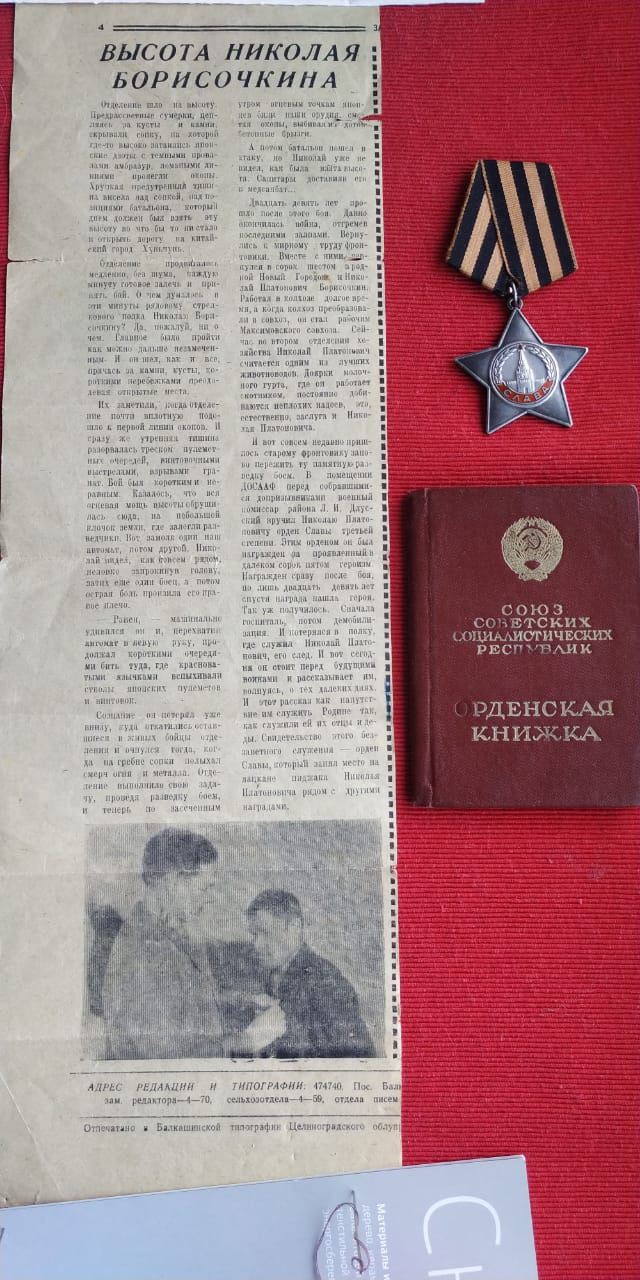 4
ВЫСОТА НИКОЛАЯ
БОРИСОЧКИНА
Отделение шло на высоту.
Предрассветные сумерки, цеп-
ляясь за кусты и камни,
скрывали сопку, на которой
где-то высоко затаились япон-
ские дзоты с темными прова-
лами амбразур, ломаными ли-
ниями пролегли окопы.
Хрупкая предутренняя тиши-
на висела над сопкой, над по-
зициями батальона, который
днем должен был взять эту
высоту во что бы то ни стало
и открыть дорогу на китай-
ский город
Отделение продвигалось
медленно, без шума, каждую
минуту готовое залечь и при-
нять бой. О чем думалось в
эти минуты рядовому стрел-
кового полка Николаю Бори-
сочкину? Да, пожалуй, ни о
чем. Главное было пройти
как можно дальше незамечен-
ным. И он шел, как и все,
прячась за камни, кусты, ко-
роткими перебежками преодо-
левая открытые места.
Их заметили, когда отделе-
ние почти вплотную подо-
шло к первой линии окопов. И
сразу же утренняя тишина
разорвалась треском пулемет-
ных очередей, винтовочными
выстрелами, взрывами гра-
нат. Бой был коротким и не-
равным. Казалось, что вся
огневая мощь высоты обруши-
лась сюда, на небольшой
клочок земли, где залегли раз-
ведчики. Вот замолк один наш
автомат, потом другой. Нико-
лай видел, как совсем рядом,
неловко запрокинув голову,
затих еще один боец, а потом
острая боль пронзила его пра-
вое плечо.
— Ранен, — машинально
удивился он и, перехватив
автомат в левую руку, про-
должал короткими очередя-
ми бить туда, где краснова-
тыми язычками вспыхивали
стволы японских пулеметов
и винтовок.
Сознание он потерял уже
внизу, куда откатились остав-
шиеся в живых бойцы отде-
ления и очнулся тогда, ког-
да на гребне сопки полыхал
смерч огня и металла. Отде-
ление выполнило свою зада-
чу, проведя разведку боем,
и теперь по засеченным
утром огневым точкам япон-
цев били наши орудия, сме-
тая окопы, выбивая из дотов
бетонные брызги.
А потом батальон пошел в
атаку, но Николай уже не
видел, как была взята высо-
та. Санитары доставили его
в медсанбат...
Двадцать девять лет про-
шло после этого боя. Давно
окончилась война, отгремев
последними залпами. Верну-
лись к мирному труду фрон-
товики. Вместе с ними вер-
нулся в сорок шестом в род-
ной Новый Городок и Нико-
лай Платонович Борисочкин.
Работал в колхозе долгое вре-
мя, а когда колхоз преобразова-
ли в совхоз, он стал рабочим
Максимовского совхоза. Сей-
час во втором отделении хо-
зяйства Николай Платонович
считается одним из лучших
животноводов. Доярки молоч-
ного гурта, где он работает
скотником, постоянно доби-
ваются неплохих надоев, это,
естественно, заслуга и Нико-
лая Платоновича.
И вот совсем недавно приш-
лось старому фронтовику зано-
во пережить ту памятную раз-
ведку боем. В помещении
ДОСААФ перед собравшими-
ся допризывниками военный
комиссар района Л. И. Длус-
ский вручил Николаю Плато-
новичу орден Славы третьей
степени. Этим орденом он был
награжден за проявленный в
далеком сорок пятом героизм.
Награжден сразу после боя,
но лишь двадцать девять лет
спустя награда нашла героя.
Так уж получилось. Сначала
госпиталь, потом демобили-
зация. И потерялся в полку,
где служил Николай Плато-
нович, его след. И вот сегод-
ня он стоит перед будущими
воинами и рассказывает им,
волнуясь, о тех далеких днях.
И этот рассказ как напутст-
вие им служить Родине так,
как служили ей их отцы и де-
ды. Свидетельство этого без-
заветного служения — орден
Славы, который занял место на
лацкане пиджака Николая
Платоновича рядом с другими
наградами.
АДРЕС РЕДАКЦИИ И ТИПОГРАФИИ: 474740, Пос.
зам. редактора—4—70, сельхозотдела—4—59, отдела писем
Отпечатано в Балкашинской типографии Целиноградского
СЛАВА
СОЮЗ
СОВЕТСКИХ
СОЦИАЛИСТИЧЕСКИХ
РЕСПУБЛИК
ОРДЕНСКАЯ
КНИЖКА
Материалы
дерево,